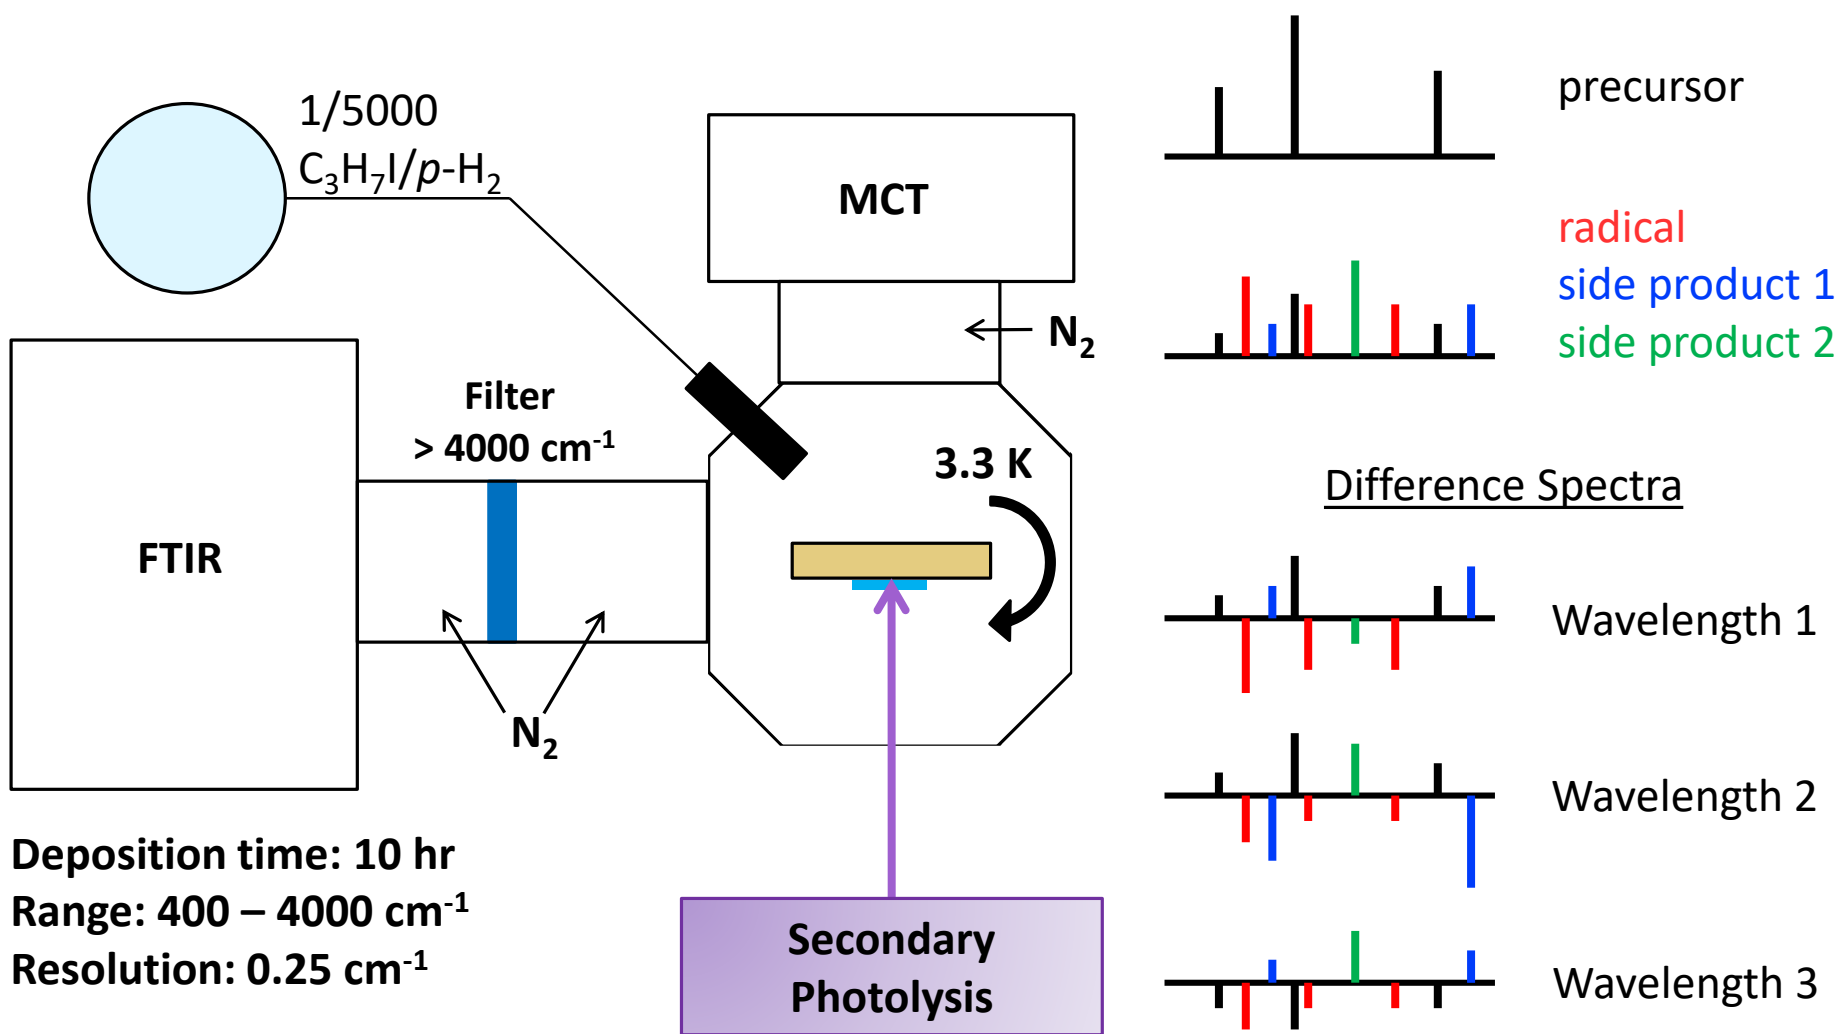 1/5000
C₃H₇I/p-H₂
MCT
N₂
Filter
> 4000 cm⁻¹
3.3 K
FTIR
N₂
Deposition time: 10 hr
Range: 400 – 4000 cm⁻¹
Resolution: 0.25 cm⁻¹
Secondary
Photolysis
precursor
radical
side product 1
side product 2
Difference Spectra
Wavelength 1
Wavelength 2
Wavelength 3